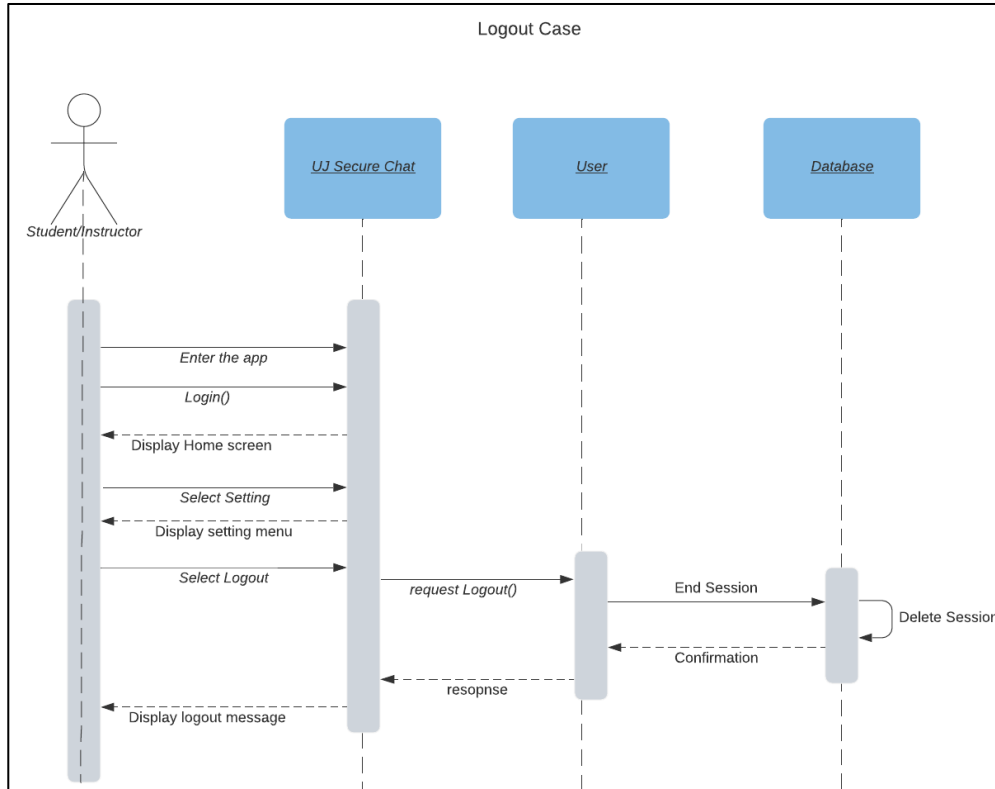 Logout Case
UJ Secure Chat
User
Database
Student/Instructor
Enter the app
Login()
Display Home screen
Select Setting
Display setting menu
Select Logout
request Logout()
End Session
Delete Session
Confirmation
resopnse
Display logout message